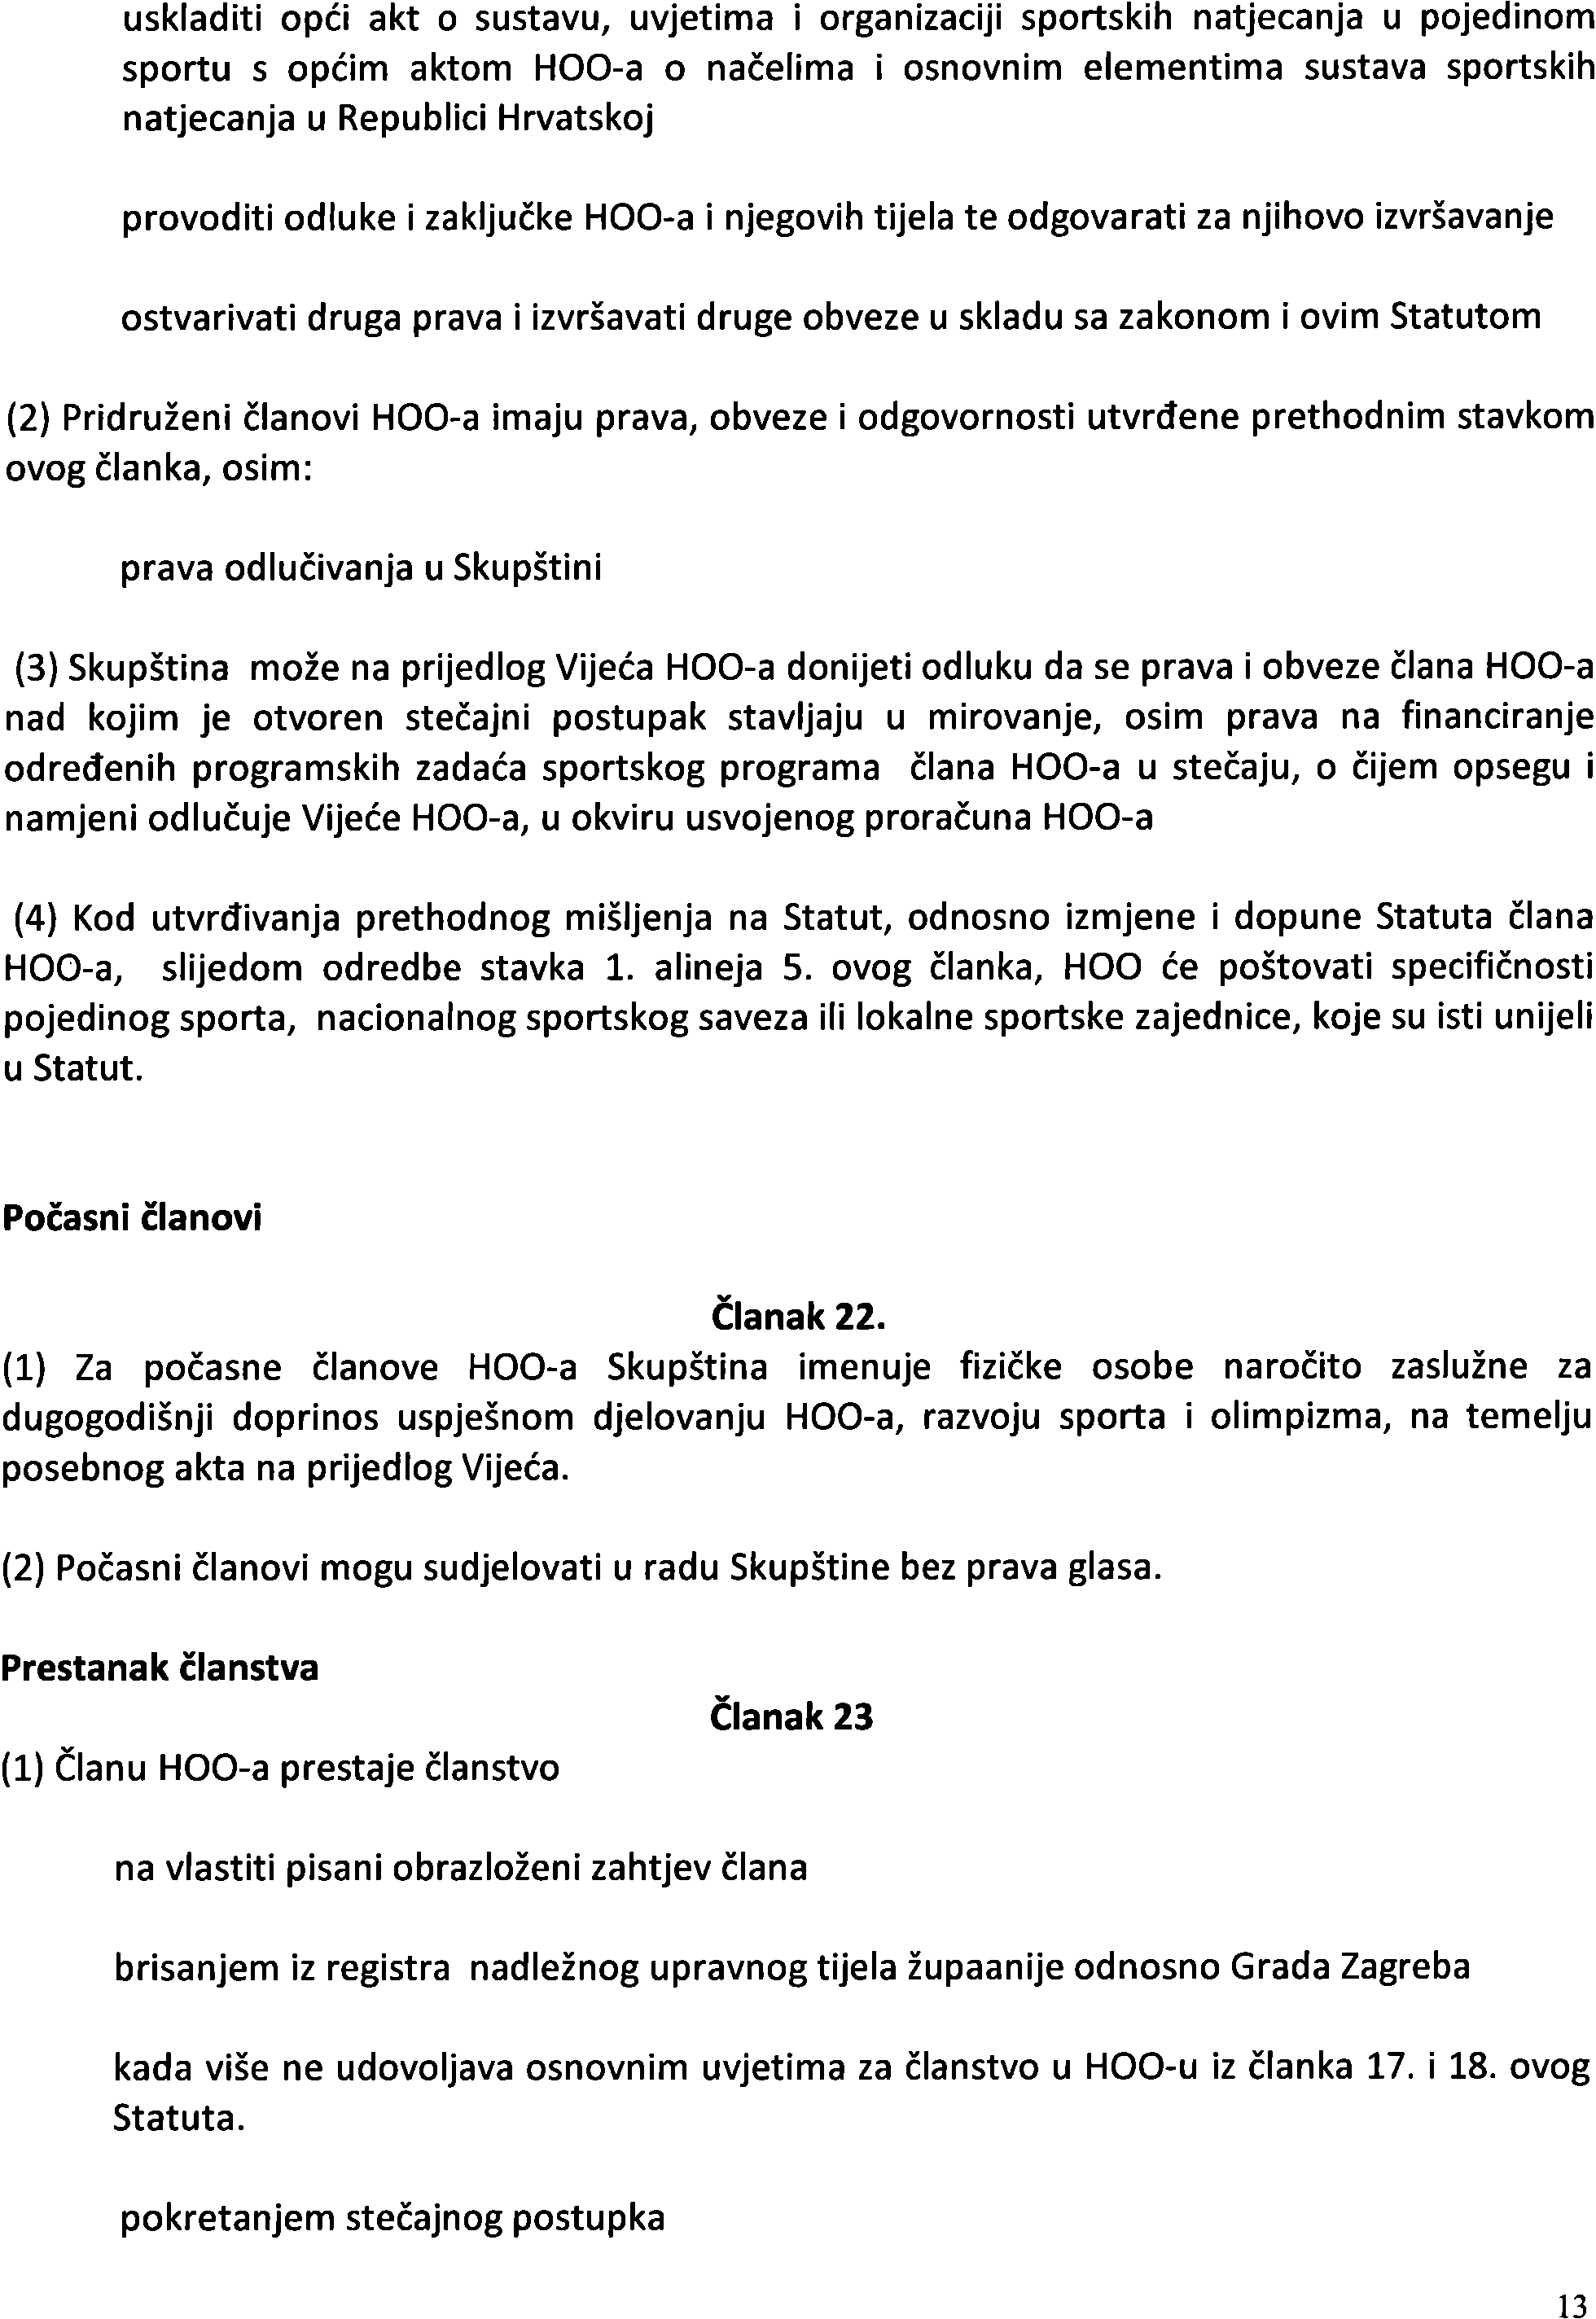 uskladiti opći akt o sustavu, uvjetima i organizaciji sportskih natjecanja u pojedinom
sportu s općim aktom HOO-a o načelima i osnovnim elementima sustava sportskih
natjecanja u Republici Hrvatskoj
provoditi odluke i zaključke HOO-a i njegovih tijela te odgovarati za njihovo izvršavanje
ostvarivati druga prava i izvršavati druge obveze u skladu sa zakonom i ovim Statutom
(2) Pridruženi članovi HOO-a imaju prava, obveze i odgovornosti utvrđene prethodnim stavkom
ovog članka, osim:
prava odlučivanja u Skupštini
(3) Skupština može na prijedlog Vijeća HOO-a donijeti odluku da se prava i obveze člana HOO-a
nad kojim je otvoren stečajni postupak stavljaju u mirovanje, osim prava na financiranje
određenih programskih zadaća sportskog programa člana HOO-a u stečaju, o čijem opsegu i
namjeni odlučuje Vijeće HOO-a, u okviru usvojenog proračuna HOO-a
(4) Kod utvrđivanja prethodnog mišljenja na Statut, odnosno izmjene i dopune Statuta člana
HOO-a, slijedom odredbe stavka 1. alineja 5. ovog članka, HOO će poštovati specifičnosti
pojedinog sporta, nacionalnog sportskog saveza ili lokalne sportske zajednice, koje su isti unijeli
u Statut.
Počasni članovi
Članak 22.
(1) Za počasne članove HOO-a Skupština imenuje fizičke osobe naročito zaslužne za
dugogodišnji doprinos uspješnom djelovanju HOO-a, razvoju sporta i olimpizma, na temelju
posebnog akta na prijedlog Vijeća.
(2) Počasni članovi mogu sudjelovati u radu Skupštine bez prava glasa.
Prestanak članstva
Članak 23
(1) Članu HOO-a prestaje članstvo
na vlastiti pisani obrazloženi zahtjev člana
brisanjem iz registra nadležnog upravnog tijela župaanije odnosno Grada Zagreba
kada više ne udovoljava osnovnim uvjetima za članstvo u HOO-u iz članka 17. i 18. ovog
Statuta.
pokretanjem stečajnog postupka
13